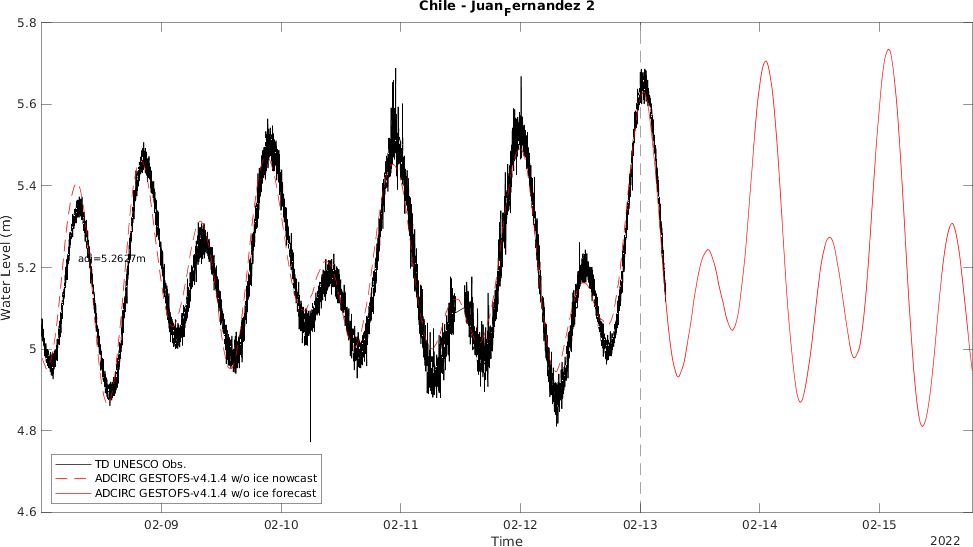 Chile - Juan_Fernandez 2
5.8
5.6
5.4
5.2
5
4.8
4.6
Water Level (m)
adj=5.2627m
TD UNESCO Obs.
ADCIRC GESTOFS-v4.1.4 w/o ice nowcast
ADCIRC GESTOFS-v4.1.4 w/o ice forecast
02-09 02-10 02-11 02-12 02-13 02-14 02-15
Time
2022